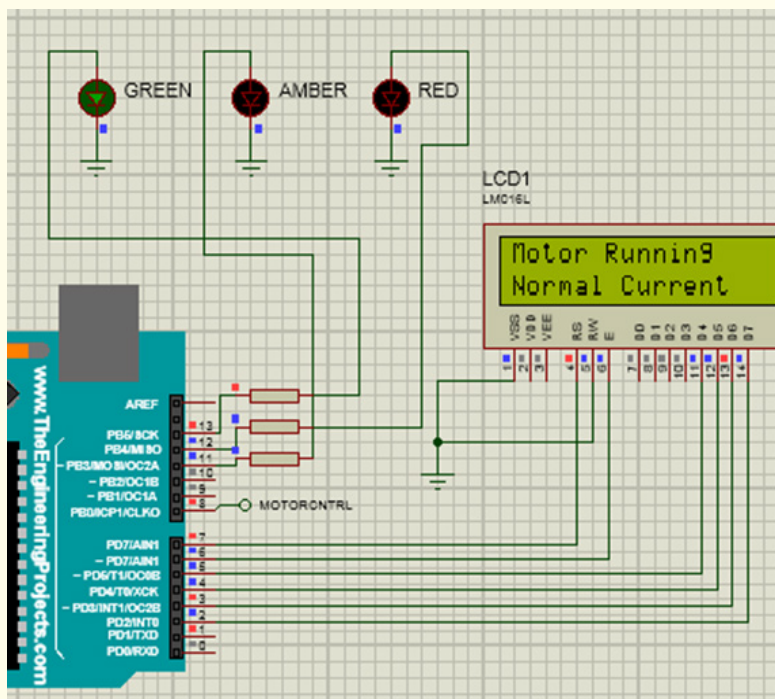 GREEN
AMBER
RED
LCD1
LM016L
Motor Running
Normal Current
VSS
VDD
VEE
RS
RW
E
D0
D1
D2
D3
D4
D5
D6
D7
1
2
3
4
5
6
7
8
9
10
11
12
13
14
www.TheEngineeringProjects.com
AREF
PB5/SCK 13
PB4/MISO 12
~PB3/MOSI/OC2A 11
~PB2/OC1B 10
~PB1/OC1A 9
PB0/ICP1/CLKO 8
MOTORCNTRL
PD7/AIN1 7
~PD7/AIN1 6
~PD5/T1/OC0B 5
PD4/T0/XCK 4
~PD3/INT1/OC2B 3
PD2/INT0 2
PD1/TXD 1
PD0/RXD 0